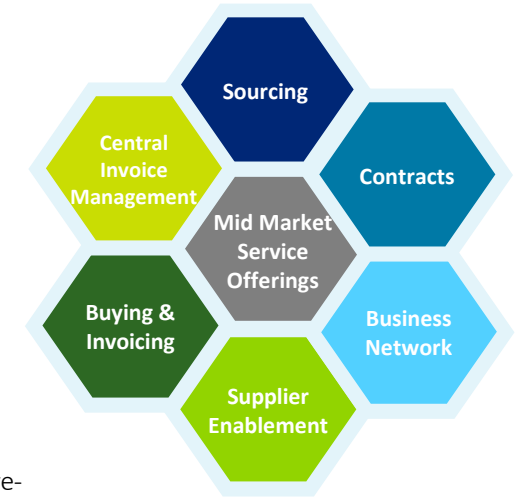 Sourcing
Central
Invoice
Management
Contracts
Mid Market
Service
Offerings
Buying &
Invoicing
Business
Network
Supplier
Enablement
e-